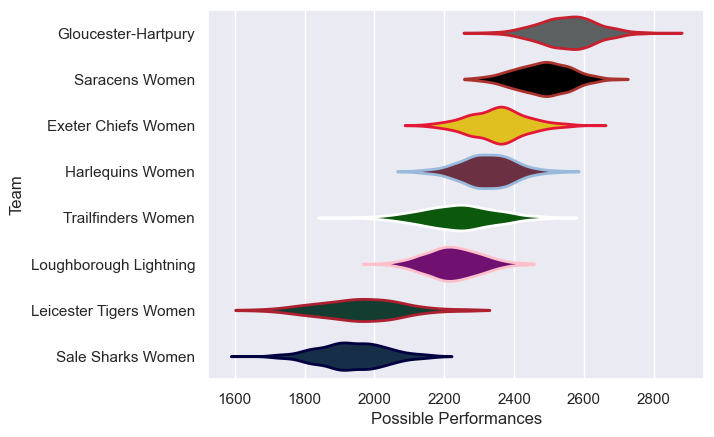 Gloucester-Hartpury
Saracens Women
Exeter Chiefs Women
Harlequins Women
Trailfinders Women
Loughborough Lightning
Leicester Tigers Women
Sale Sharks Women
Team
1600 1800 2000 2200 2400 2600 2800
Possible Performances